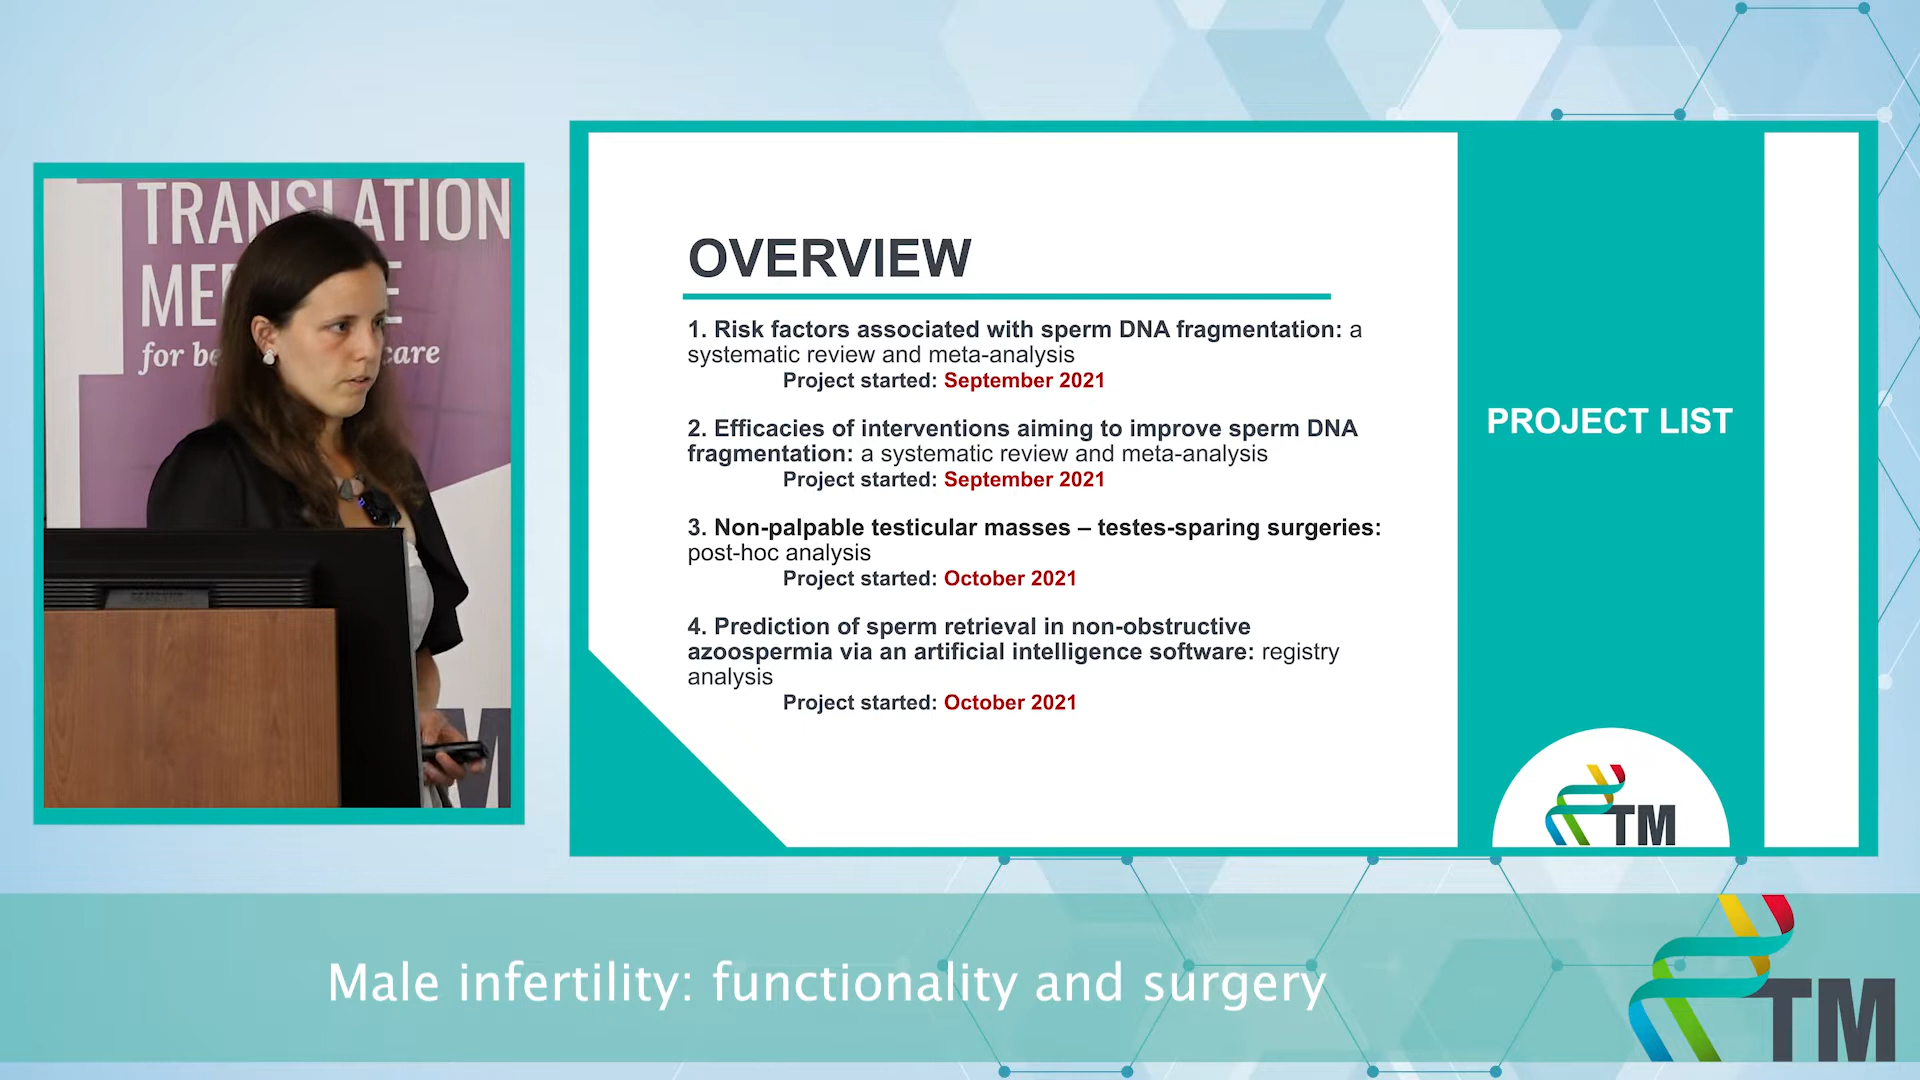 TRANSLATION
for be care
OVERVIEW
1. Risk factors associated with sperm DNA fragmentation: a
systematic review and meta-analysis
Project started: September 2021
2. Efficacies of interventions aiming to improve sperm DNA
fragmentation: a systematic review and meta-analysis
Project started: September 2021
3. Non-palpable testicular masses – testes-sparing surgeries:
post-hoc analysis
Project started: October 2021
4. Prediction of sperm retrieval in non-obstructive
azoospermia via an artificial intelligence software: registry
analysis
Project started: October 2021
PROJECT LIST
TM
Male infertility: functionality and surgery
TM